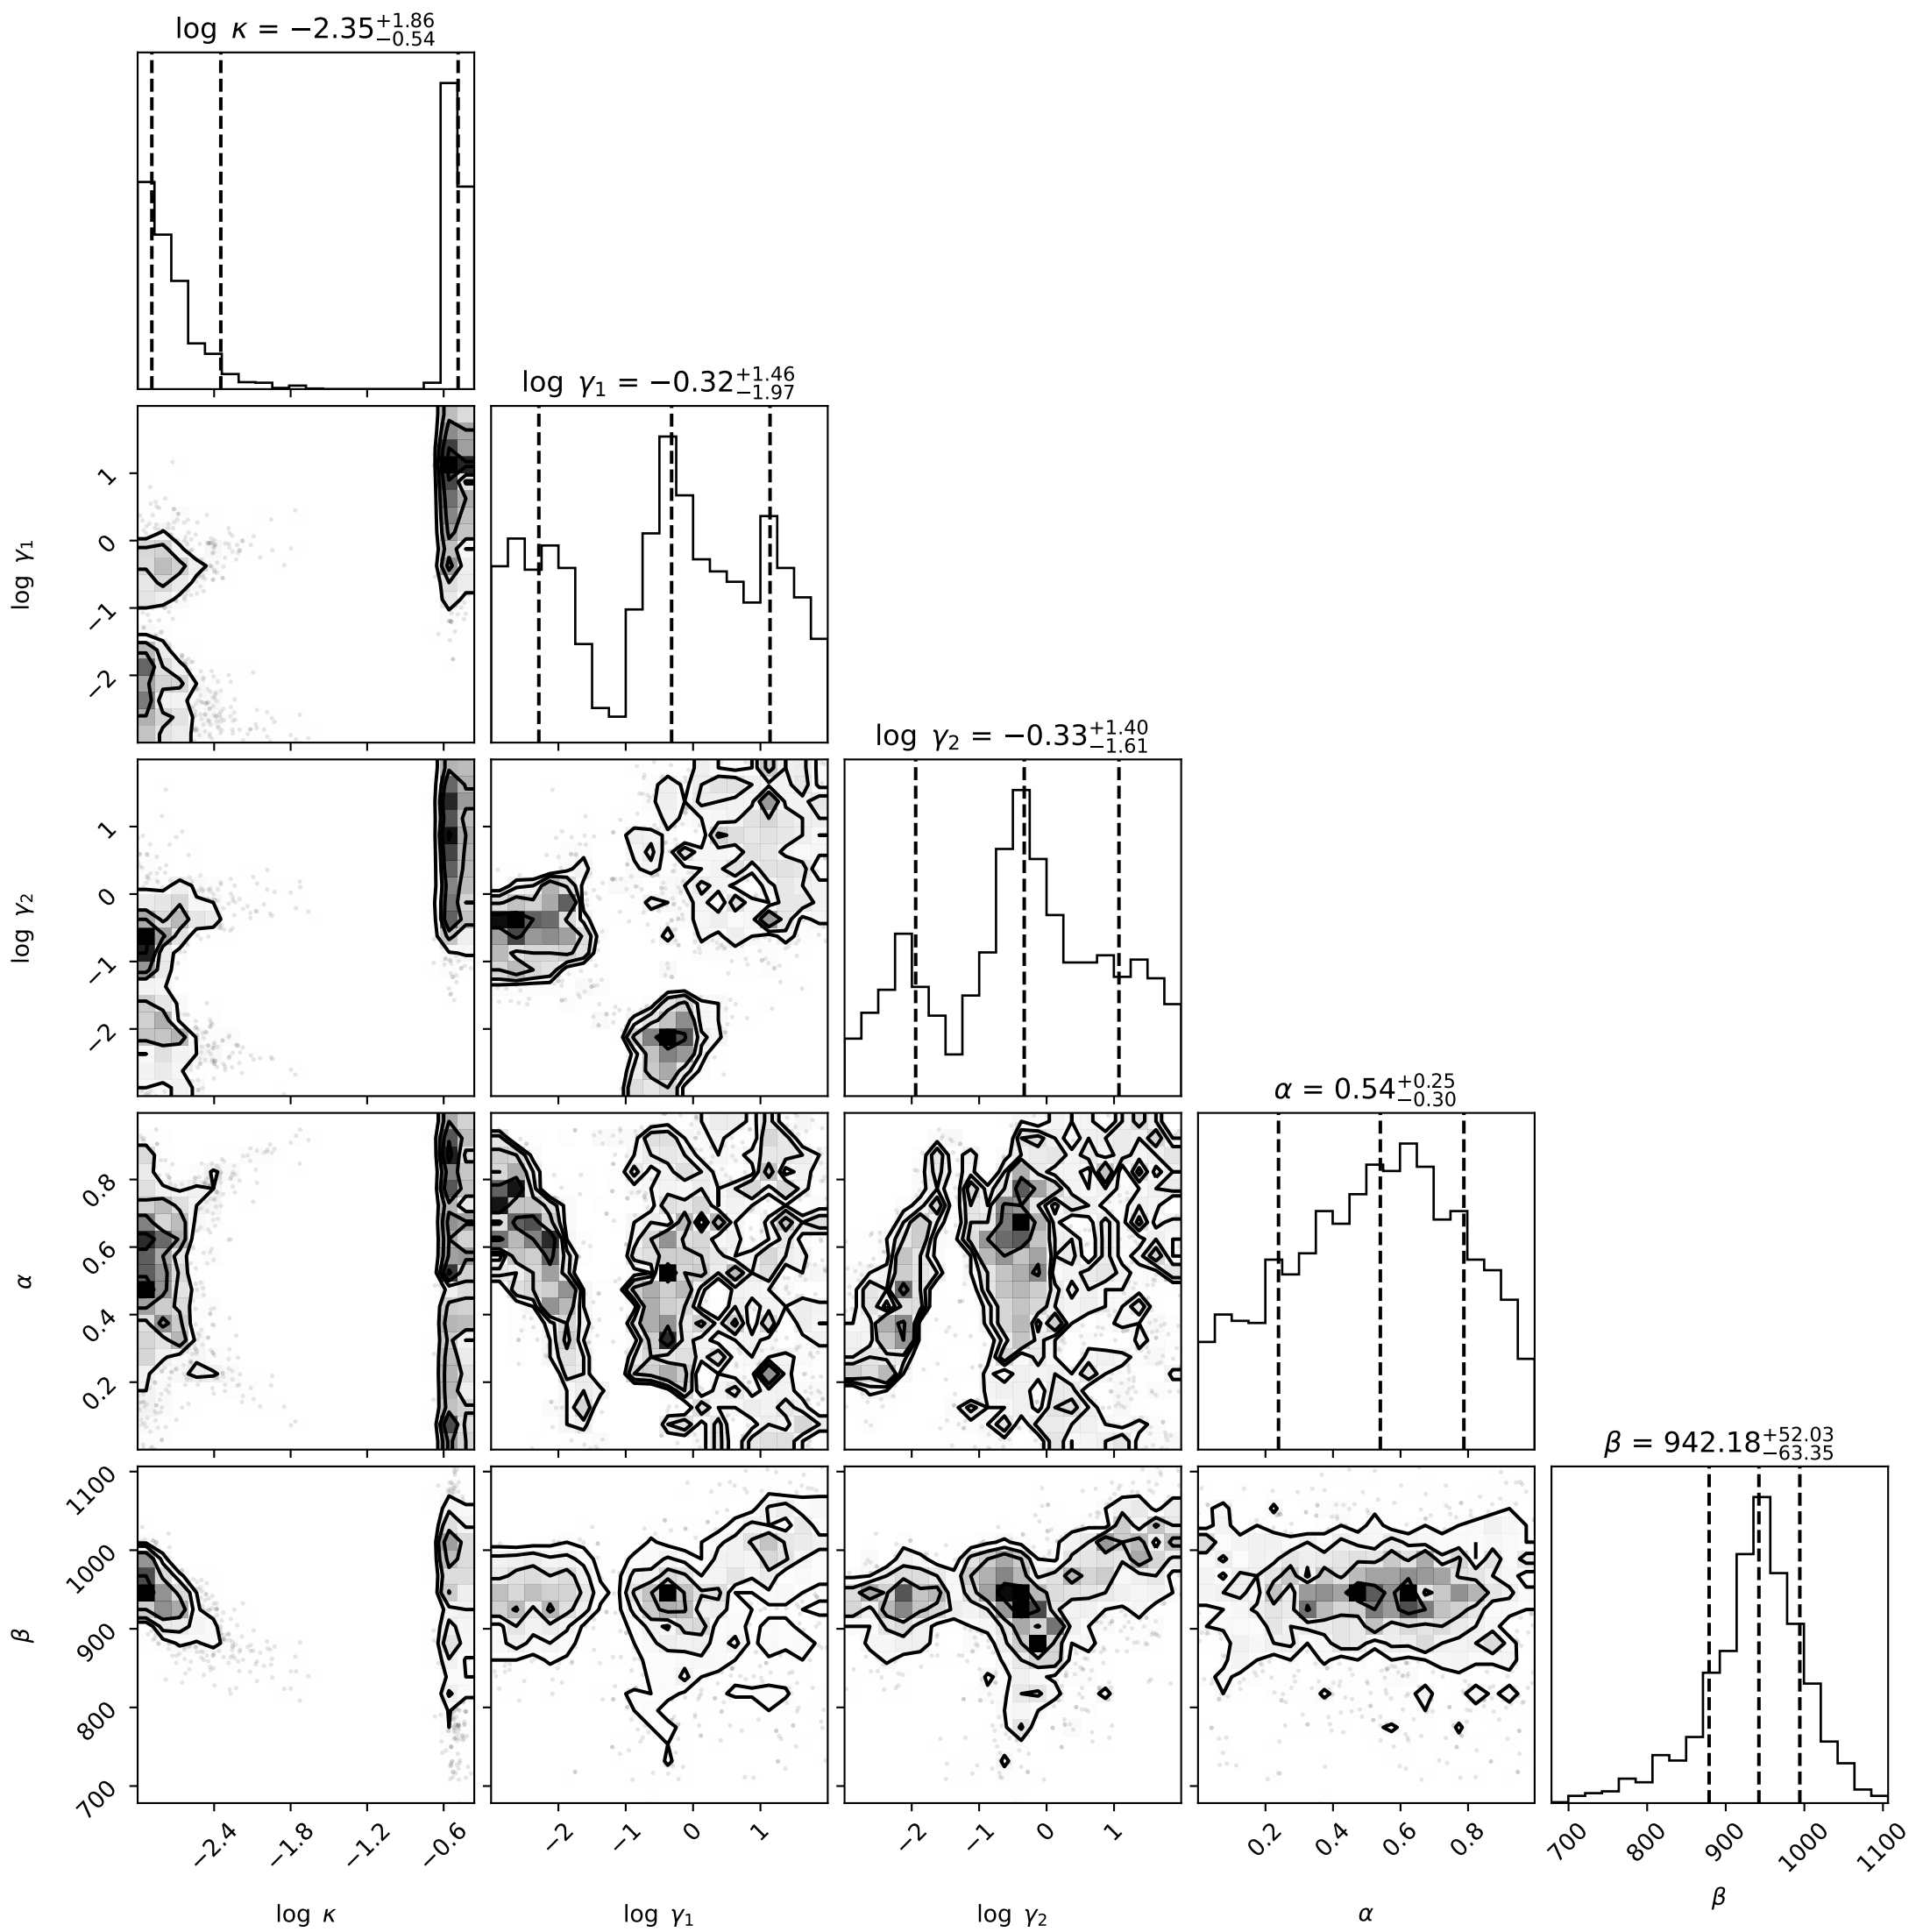 log κ = −2.35 +1.86 −0.54
log γ₁ = −0.32 +1.46 −1.97
1
0
−1
−2
log γ₁
log γ₂ = −0.33 +1.40 −1.61
1
0
−1
−2
log γ₂
α = 0.54 +0.25 −0.30
0.8
0.6
0.4
0.2
α
β = 942.18 +52.03 −63.35
1100
1000
900
800
700
β
−2.4 −1.8 −1.2 −0.6
−2 −1 0 1
−2 −1 0 1
0.2 0.4 0.6 0.8
700 800 900 1000 1100
log κ
log γ₁
log γ₂
α
β